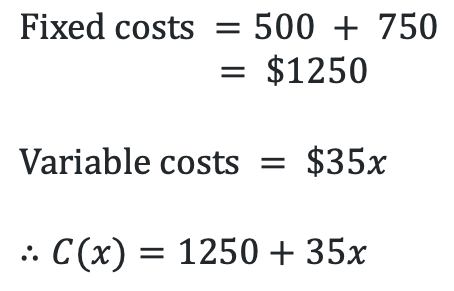 Fixed costs = 500 + 750
= $1250
Variable costs = $35x
∴ C(x) = 1250 + 35x